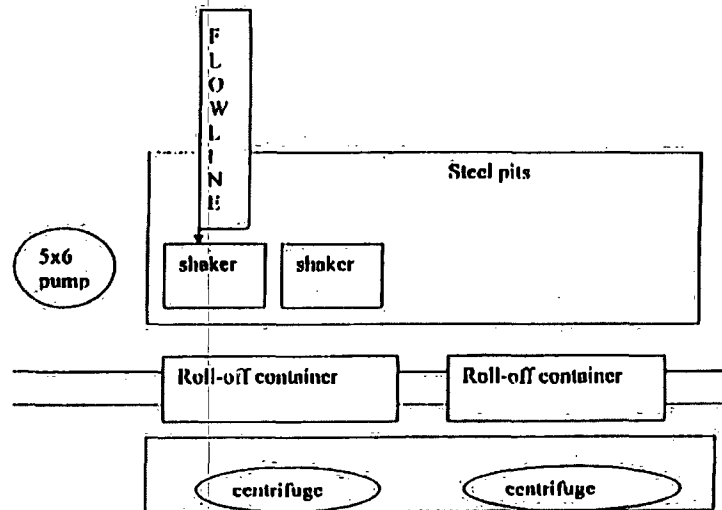 FLOWLINE
Steel pits
5x6
pump
shaker
shaker
Roll-off container
Roll-off container
centrifuge
centrifuge